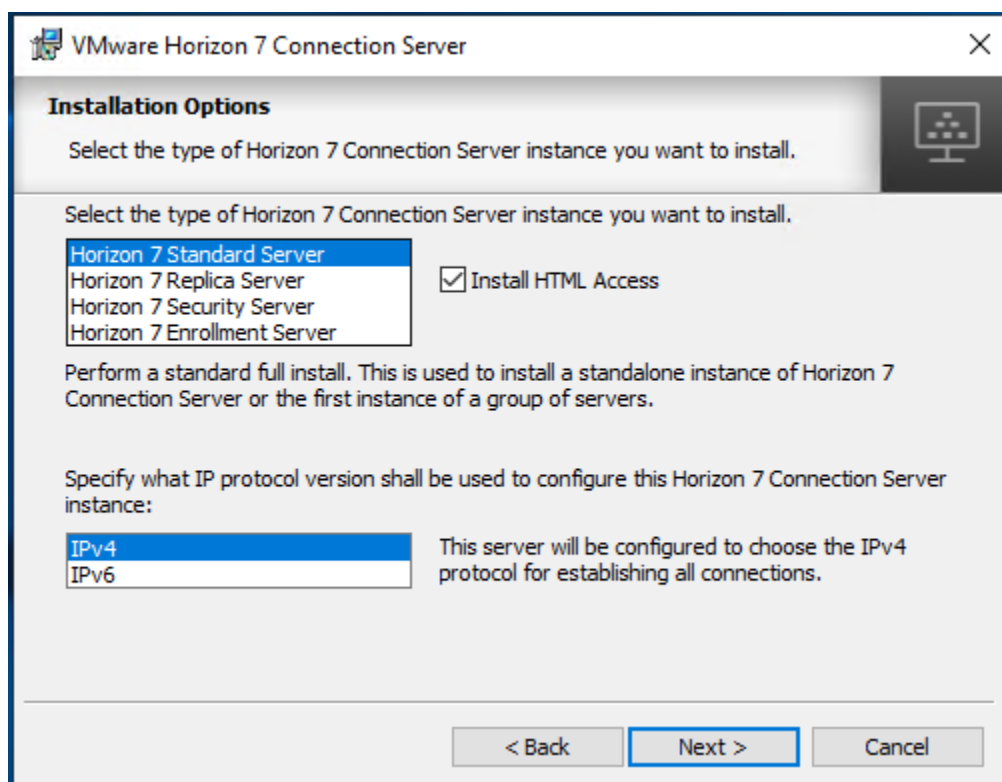 VMware Horizon 7 Connection Server
Installation Options
Select the type of Horizon 7 Connection Server instance you want to install.
Select the type of Horizon 7 Connection Server instance you want to install.
Horizon 7 Standard Server
Horizon 7 Replica Server
Horizon 7 Security Server
Horizon 7 Enrollment Server
Install HTML Access
Perform a standard full install. This is used to install a standalone instance of Horizon 7
Connection Server or the first instance of a group of servers.
Specify what IP protocol version shall be used to configure this Horizon 7 Connection Server
instance:
IPv4
IPv6
This server will be configured to choose the IPv4
protocol for establishing all connections.
< Back
Next >
Cancel